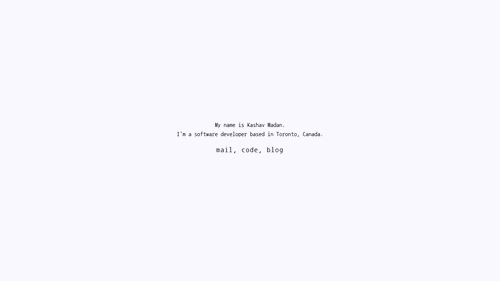 My name is Kashav Madan.
I'm a software developer based in Toronto, Canada.
mail, code, blog